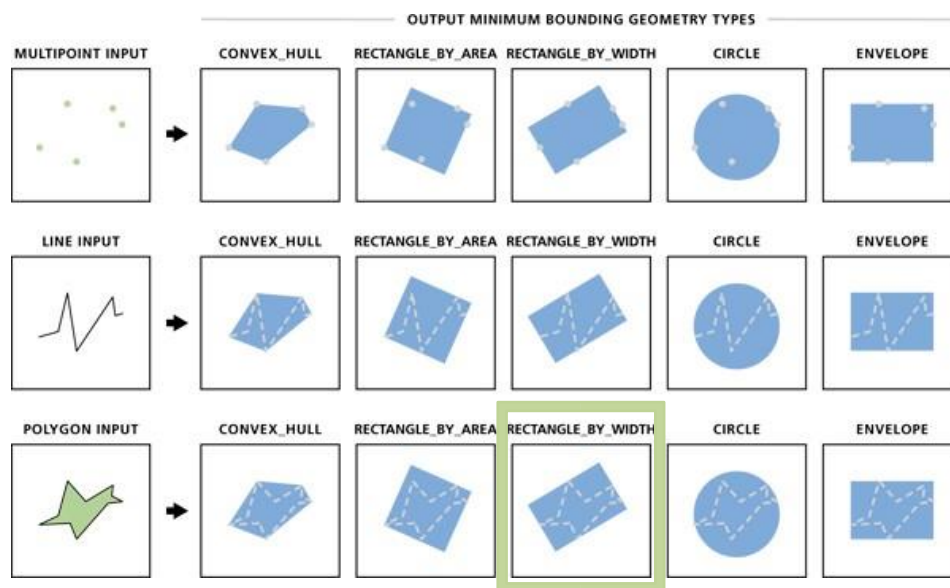 OUTPUT MINIMUM BOUNDING GEOMETRY TYPES
MULTIPOINT INPUT CONVEX_HULL RECTANGLE_BY_AREA RECTANGLE_BY_WIDTH CIRCLE ENVELOPE
LINE INPUT CONVEX_HULL RECTANGLE_BY_AREA RECTANGLE_BY_WIDTH CIRCLE ENVELOPE
POLYGON INPUT CONVEX_HULL RECTANGLE_BY_AREA RECTANGLE_BY_WIDTH CIRCLE ENVELOPE